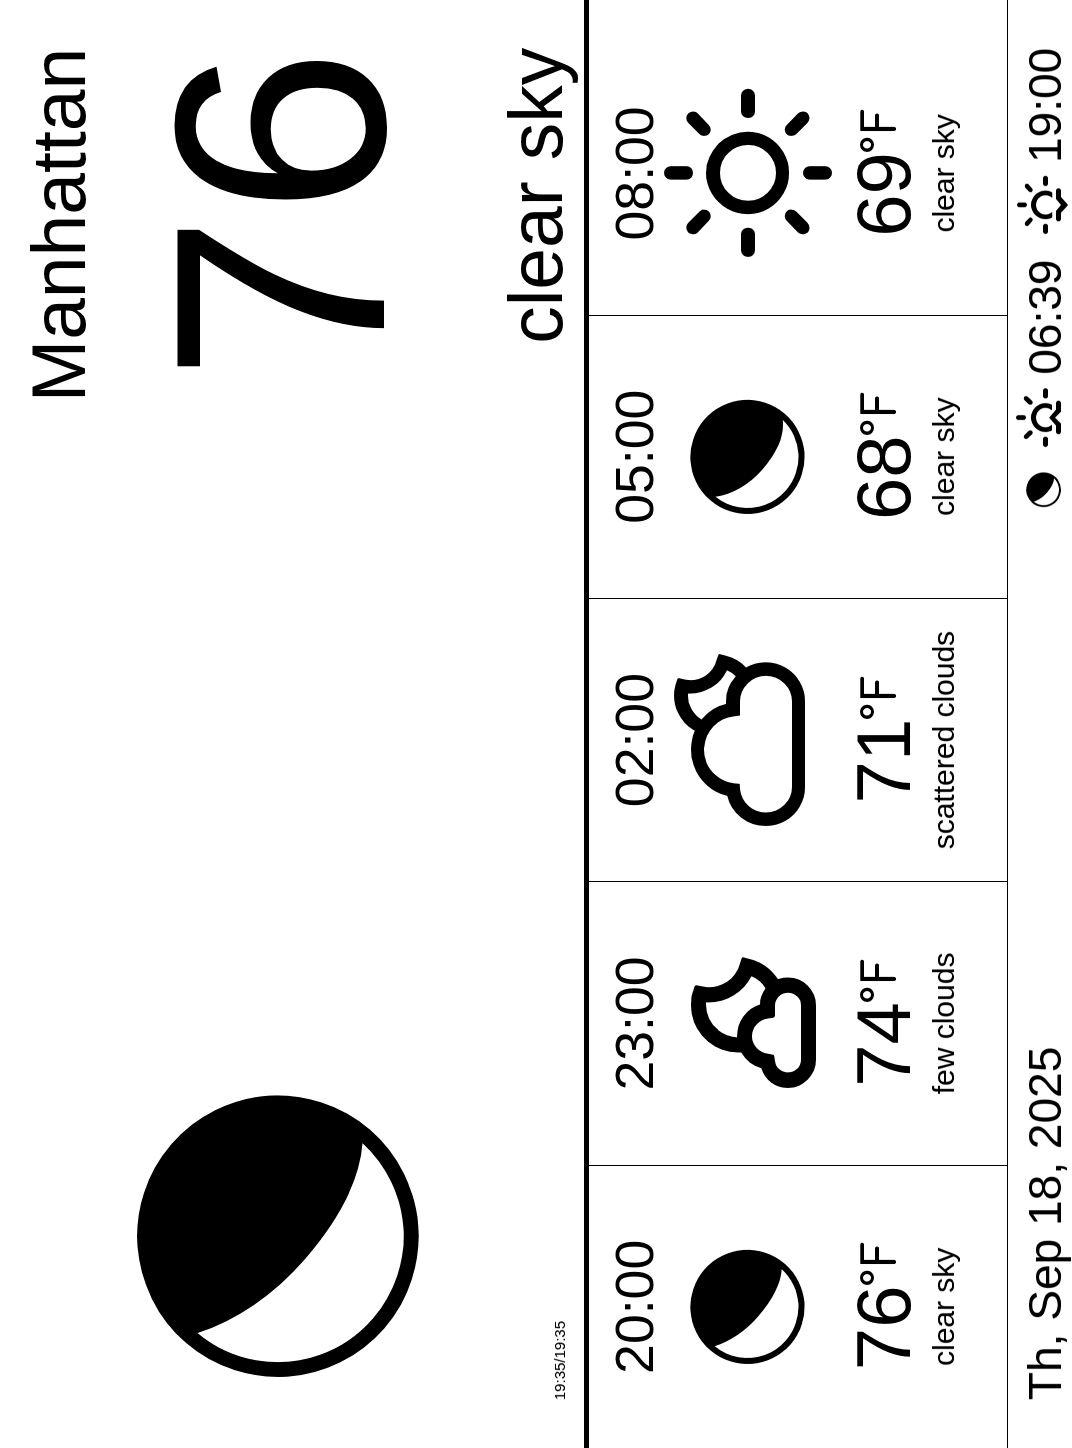 Manhattan
76
clear sky
19:35/19:35
20:00
76°F
clear sky
23:00
74°F
few clouds
02:00
71°F
scattered clouds
05:00
68°F
clear sky
08:00
69°F
clear sky
Th, Sep 18, 2025
06:39 19:00